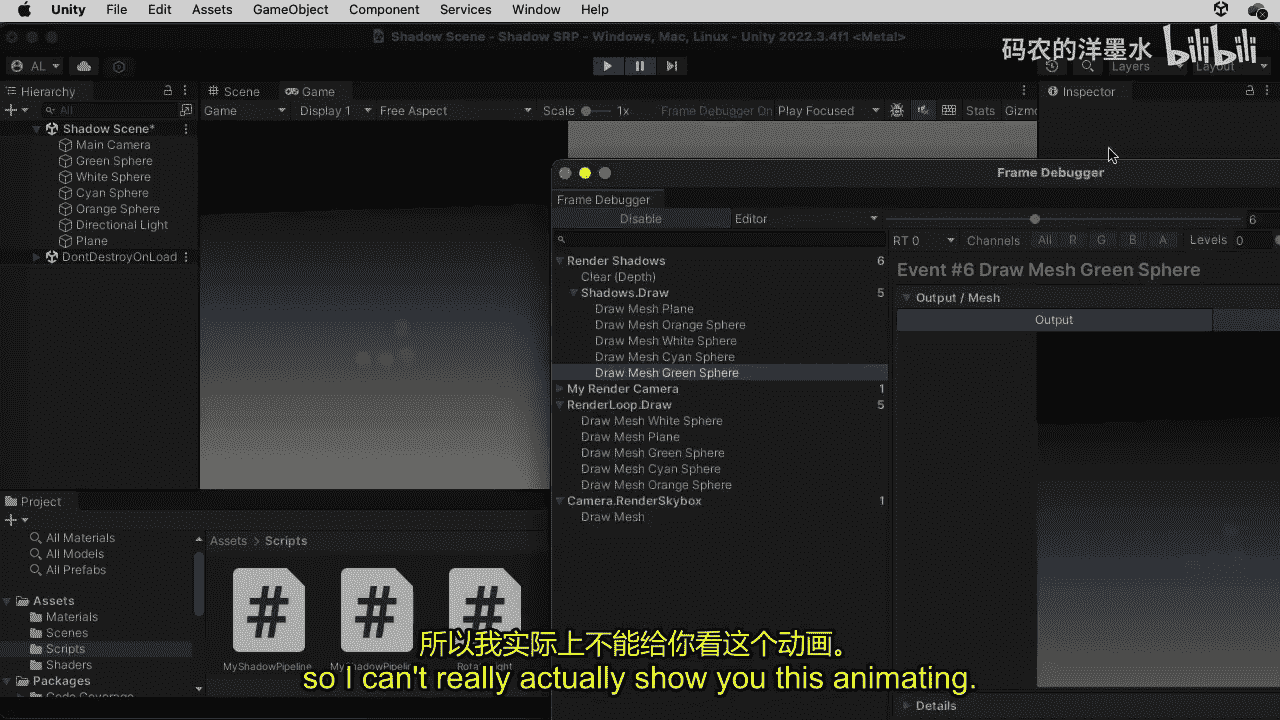 Unity File Edit Assets GameObject Component Services Window Help
Shadow Scene - Shadow SRP - Windows, Mac, Linux - Unity 2022.3.4f1 <Metal>
码农的洋墨水 bilibili
AL Layers Layout
Hierarchy
Scene Game
Inspector
All
Game Display 1 Free Aspect Scale 1x Frame Debugger On Play Focused Stats Gizmo
Shadow Scene*
Main Camera
Green Sphere
White Sphere
Cyan Sphere
Orange Sphere
Directional Light
Plane
DontDestroyOnLoad
Frame Debugger
Frame Debugger
Disable Editor 6
RT 0 Channels All R G B A Levels 0
Render Shadows 6
Clear (Depth)
Shadows.Draw 5
Draw Mesh Plane
Draw Mesh Orange Sphere
Draw Mesh White Sphere
Draw Mesh Cyan Sphere
Draw Mesh Green Sphere
My Render Camera 1
RenderLoop.Draw 5
Draw Mesh White Sphere
Draw Mesh Plane
Draw Mesh Green Sphere
Draw Mesh Cyan Sphere
Draw Mesh Orange Sphere
Camera.RenderSkybox 1
Draw Mesh
Event #6 Draw Mesh Green Sphere
Output / Mesh
Output
Details
Project
All Materials
All Models
All Prefabs
Assets
Materials
Scenes
Scripts
Shaders
Packages
Code Coverage
Assets > Scripts
MyShadowPipeline
所以我实际上不能给你看这个动画。
so I can't really actually show you this animating.